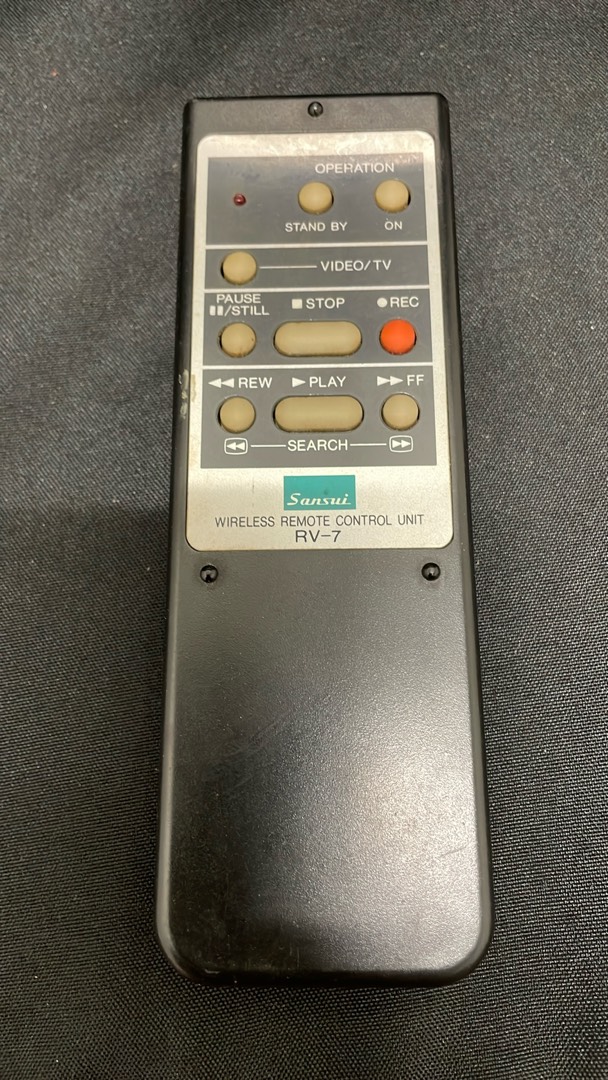 OPERATION
STAND BY ON
VIDEO/TV
PAUSE
▮▮/STILL ■STOP ●REC
◀◀ REW ▶PLAY ▶▶ FF
◀◀ SEARCH ▶▶
Sansui
WIRELESS REMOTE CONTROL UNIT
RV-7